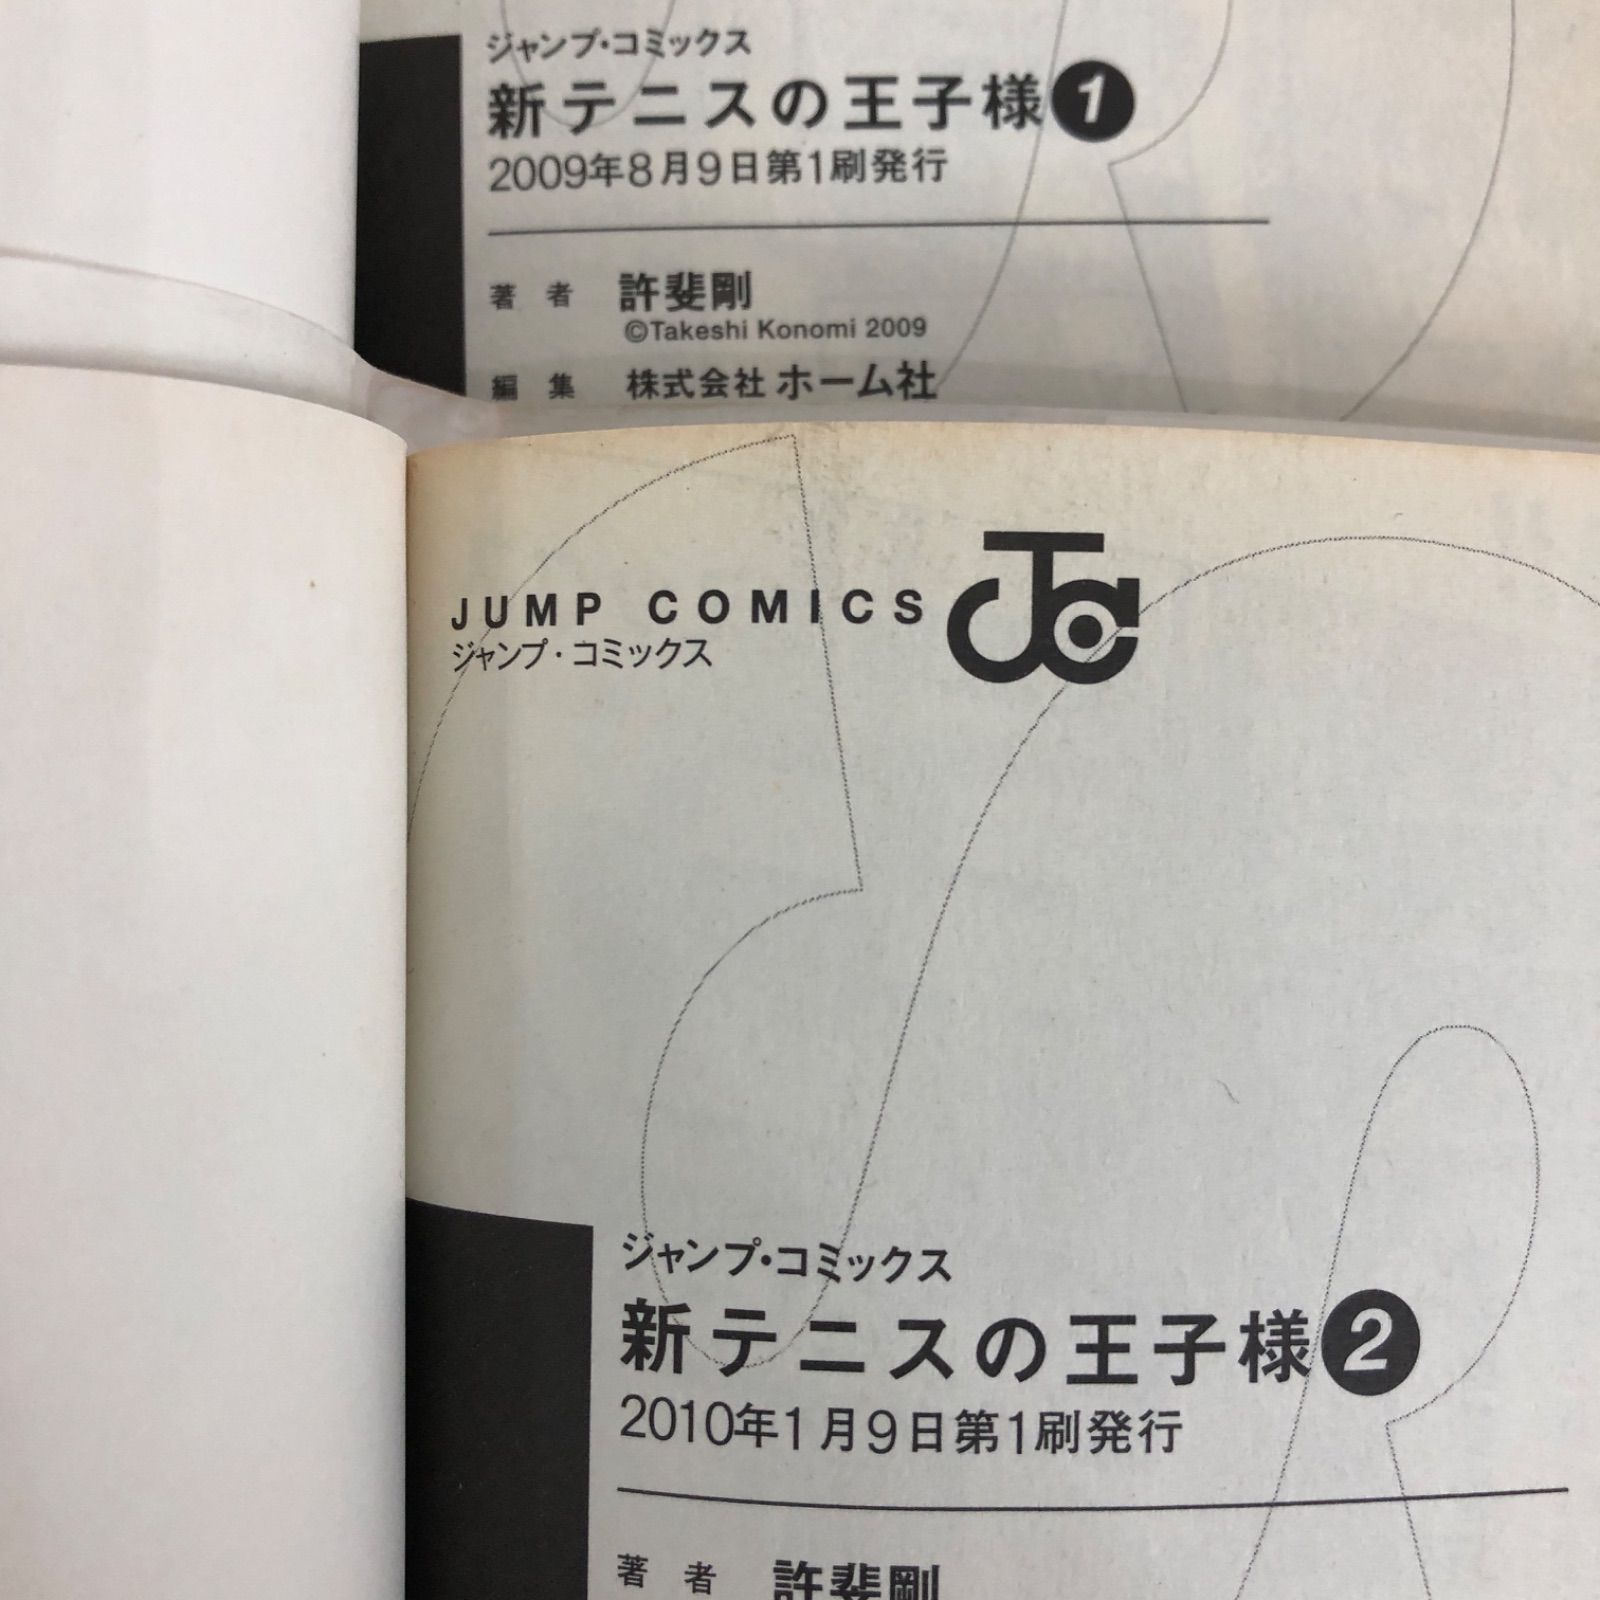 ジャンプ・コミックス
新テニスの王子様1
2009年8月9日第1刷発行
著者 許斐剛
©Takeshi Konomi 2009
編集 株式会社 ホーム社
JUMP COMICS JC
ジャンプ・コミックス
ジャンプ・コミックス
新テニスの王子様2
2010年1月9日第1刷発行
著者 許斐剛